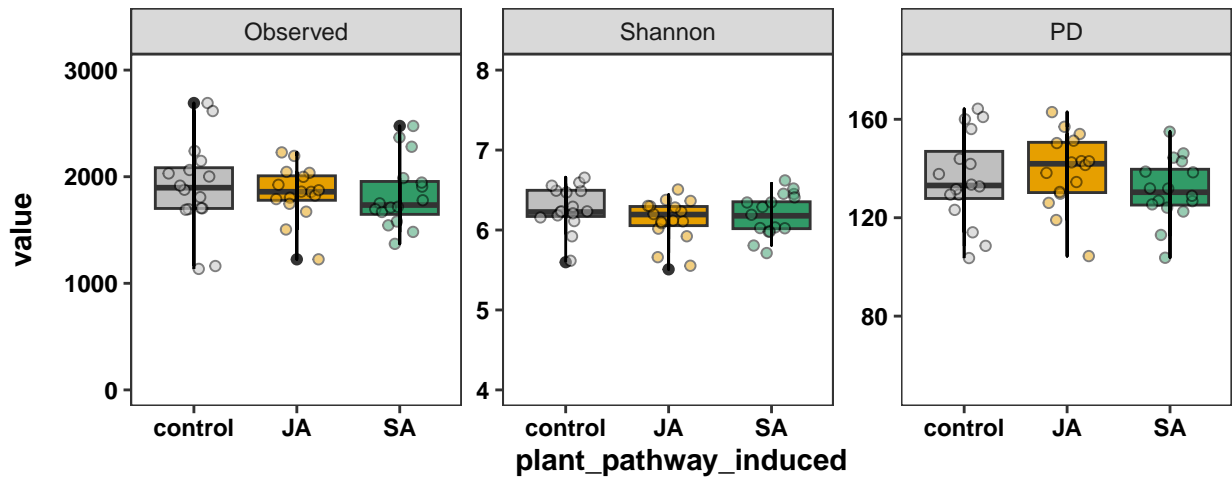 Observed
Shannon
PD
value
3000
2000
1000
0
8
7
6
5
4
160
120
80
control JA SA
control JA SA
control JA SA
plant_pathway_induced